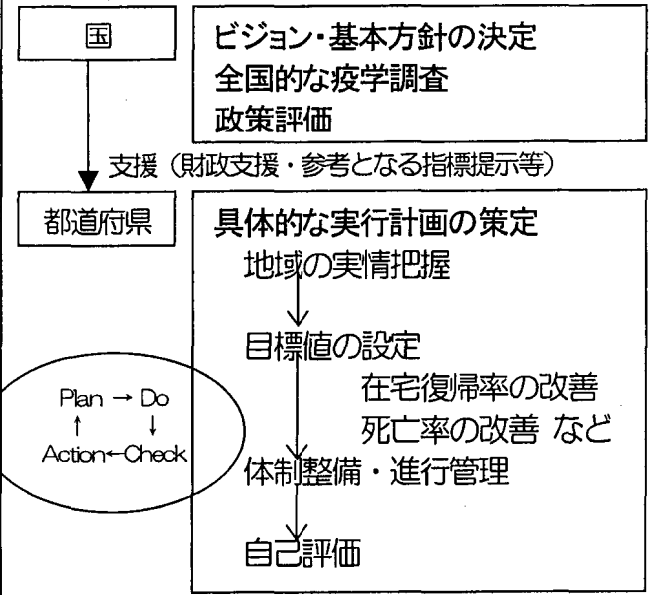 国
ビジョン・基本方針の決定
全国的な疫学調査
政策評価
支援（財政支援・参考となる指標提示等）
都道府県
具体的な実行計画の策定
地域の実情把握
目標値の設定
在宅復帰率の改善
死亡率の改善 など
体制整備・進行管理
自己評価
Plan → Do
↑ ↓
Action←Check